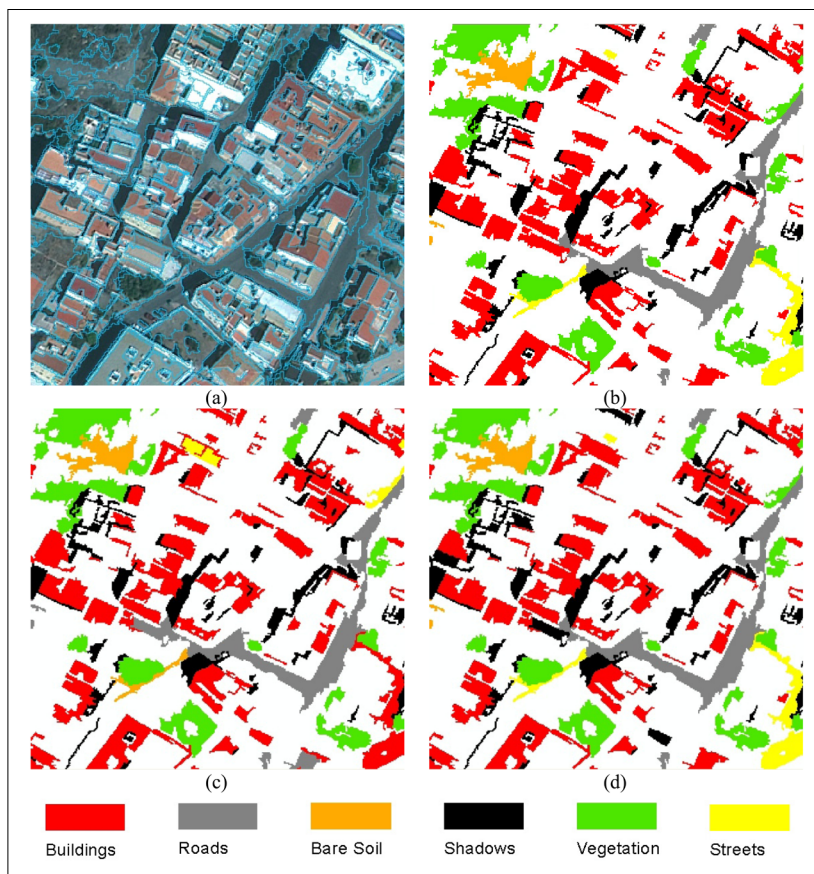 (a)
(b)
(c)
(d)
Buildings
Roads
Bare Soil
Shadows
Vegetation
Streets